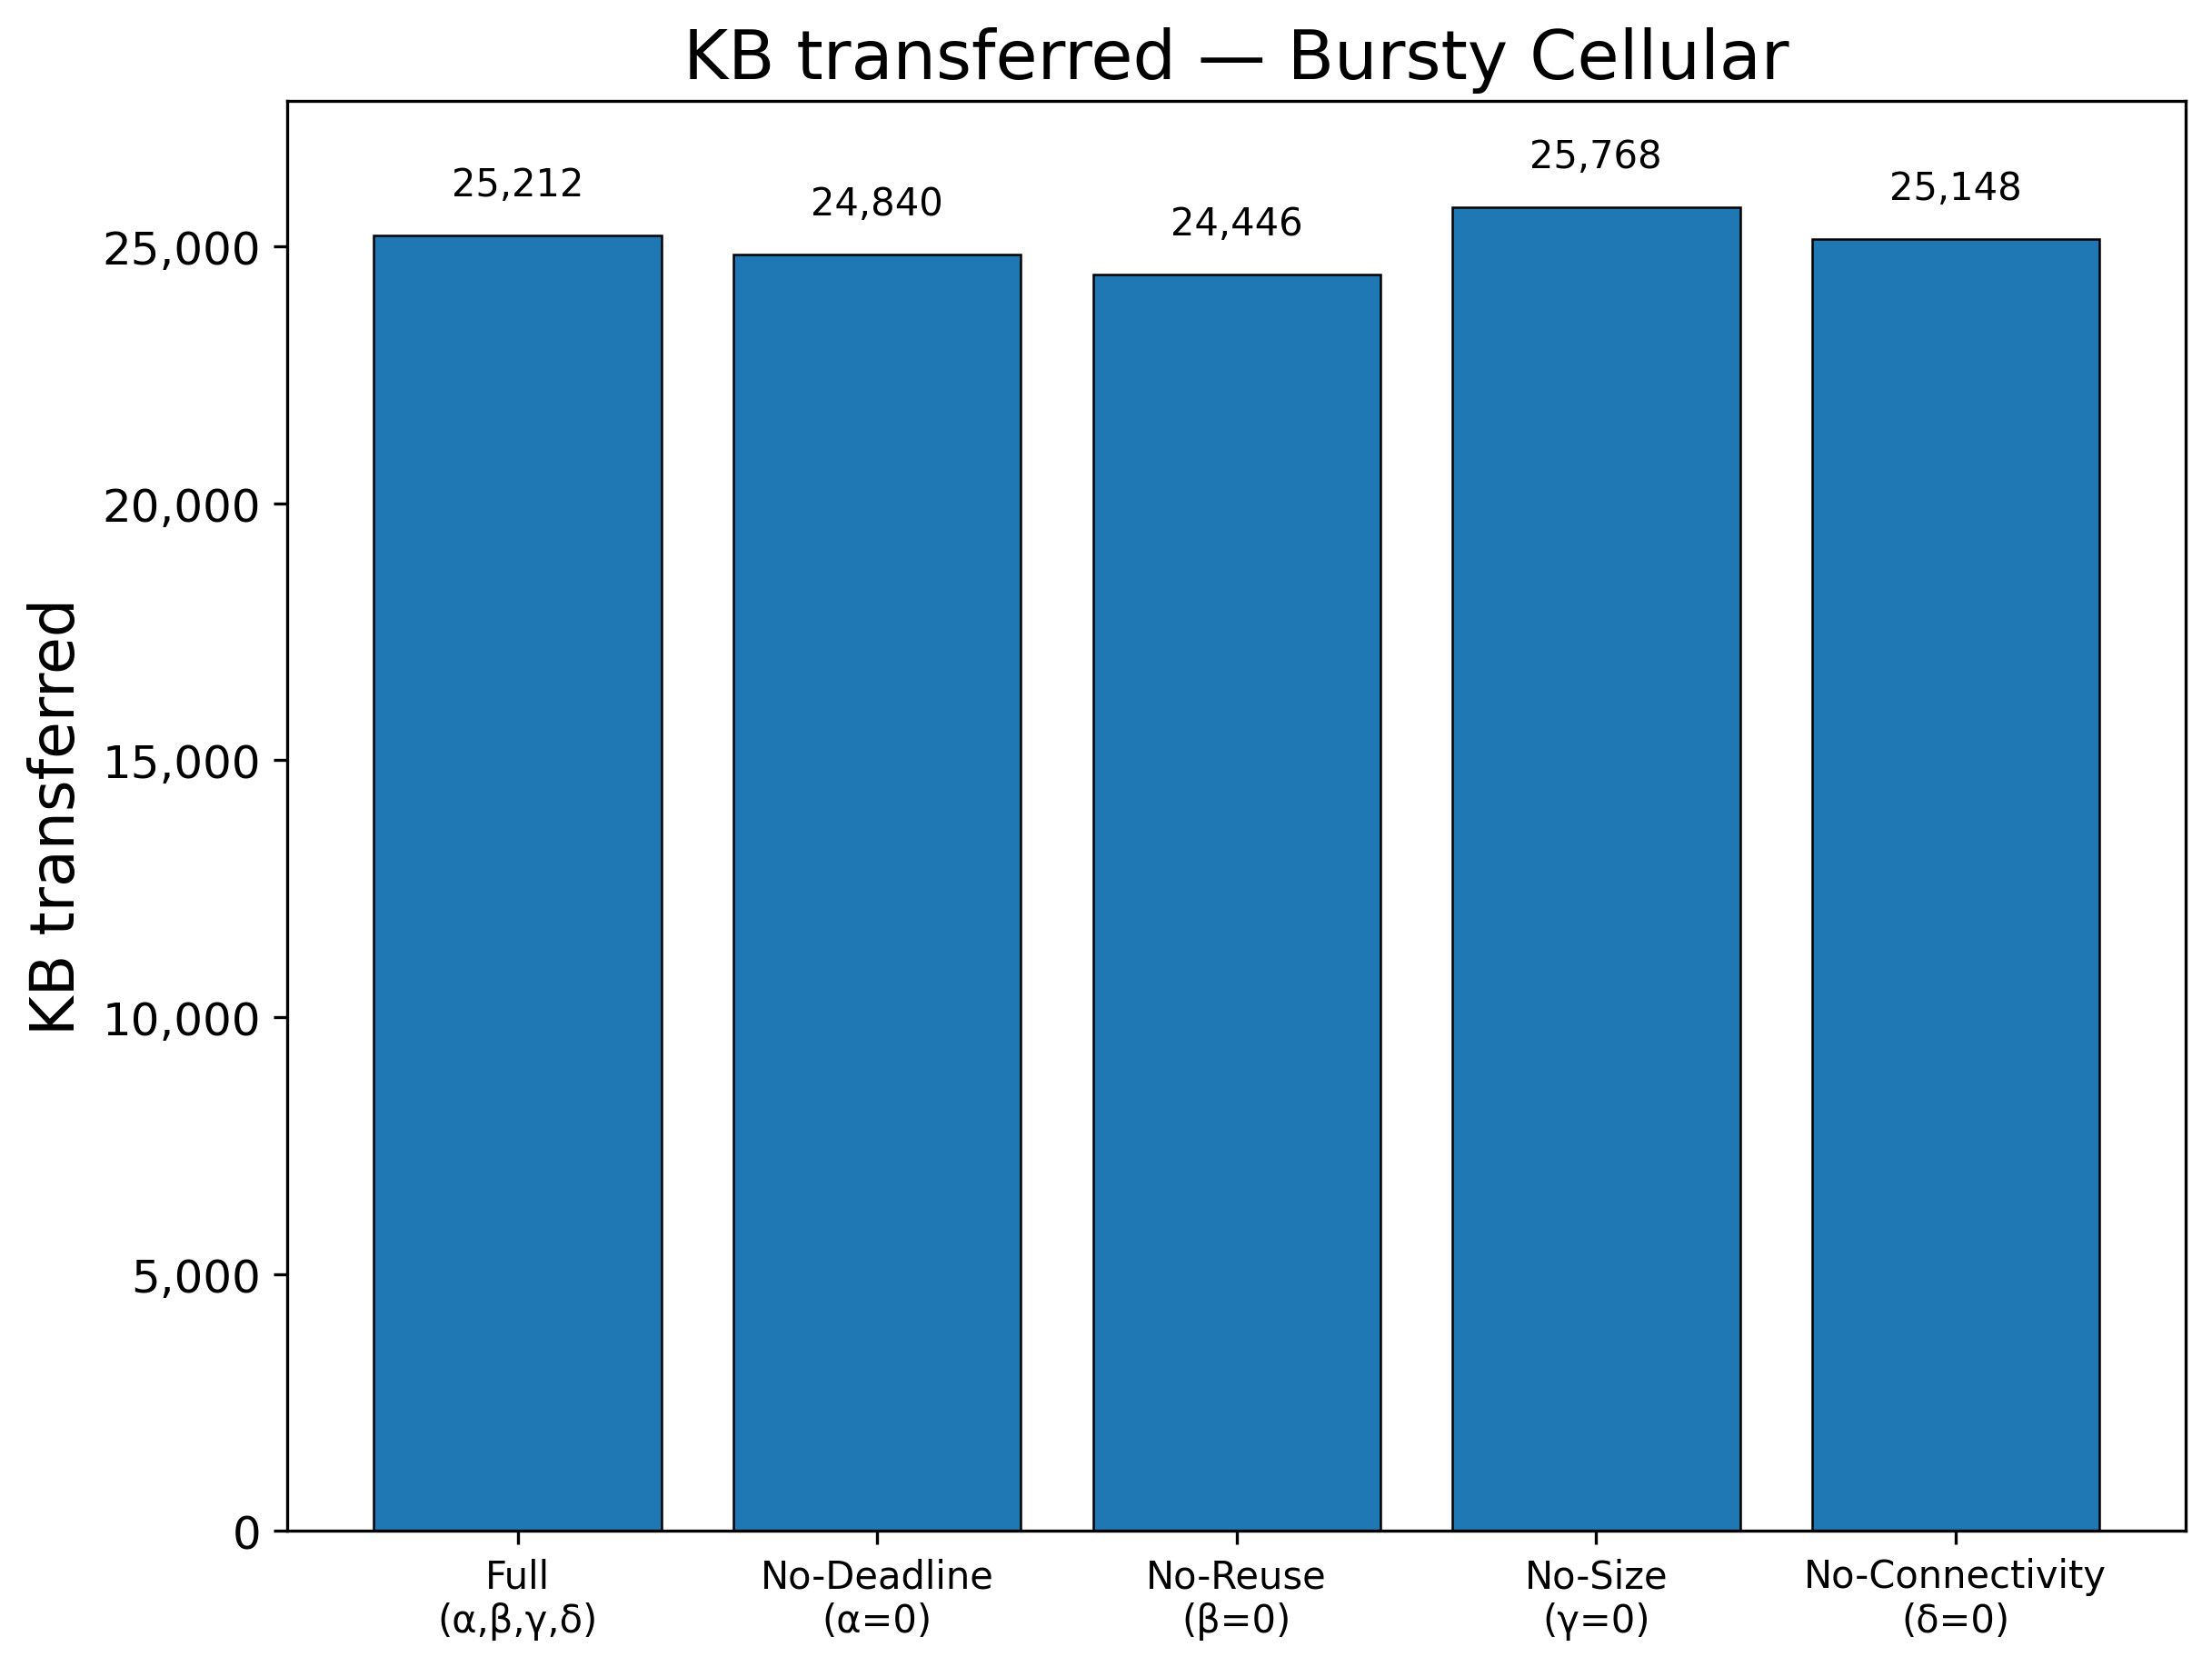 KB transferred — Bursty Cellular
KB transferred
25,000
20,000
15,000
10,000
5,000
0
25,212
24,840
24,446
25,768
25,148
Full
(α,β,γ,δ)
No-Deadline
(α=0)
No-Reuse
(β=0)
No-Size
(γ=0)
No-Connectivity
(δ=0)